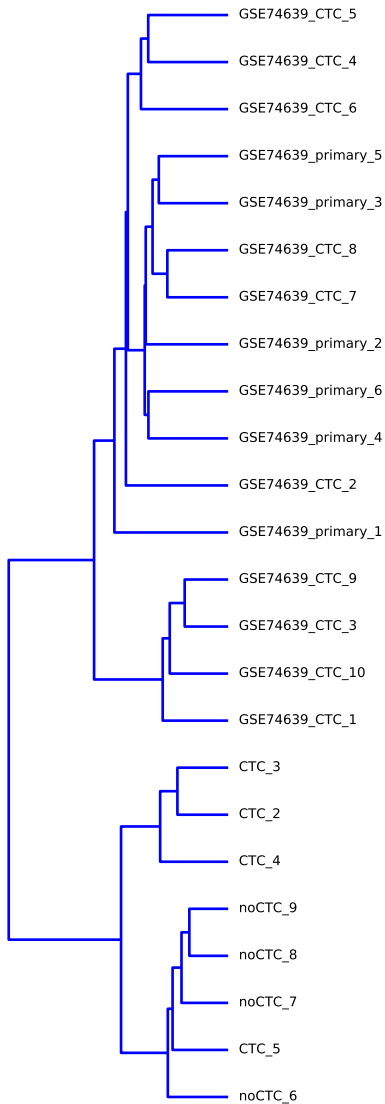 GSE74639_CTC_5
GSE74639_CTC_4
GSE74639_CTC_6
GSE74639_primary_5
GSE74639_primary_3
GSE74639_CTC_8
GSE74639_CTC_7
GSE74639_primary_2
GSE74639_primary_6
GSE74639_primary_4
GSE74639_CTC_2
GSE74639_primary_1
GSE74639_CTC_9
GSE74639_CTC_3
GSE74639_CTC_10
GSE74639_CTC_1
CTC_3
CTC_2
CTC_4
noCTC_9
noCTC_8
noCTC_7
CTC_5
noCTC_6